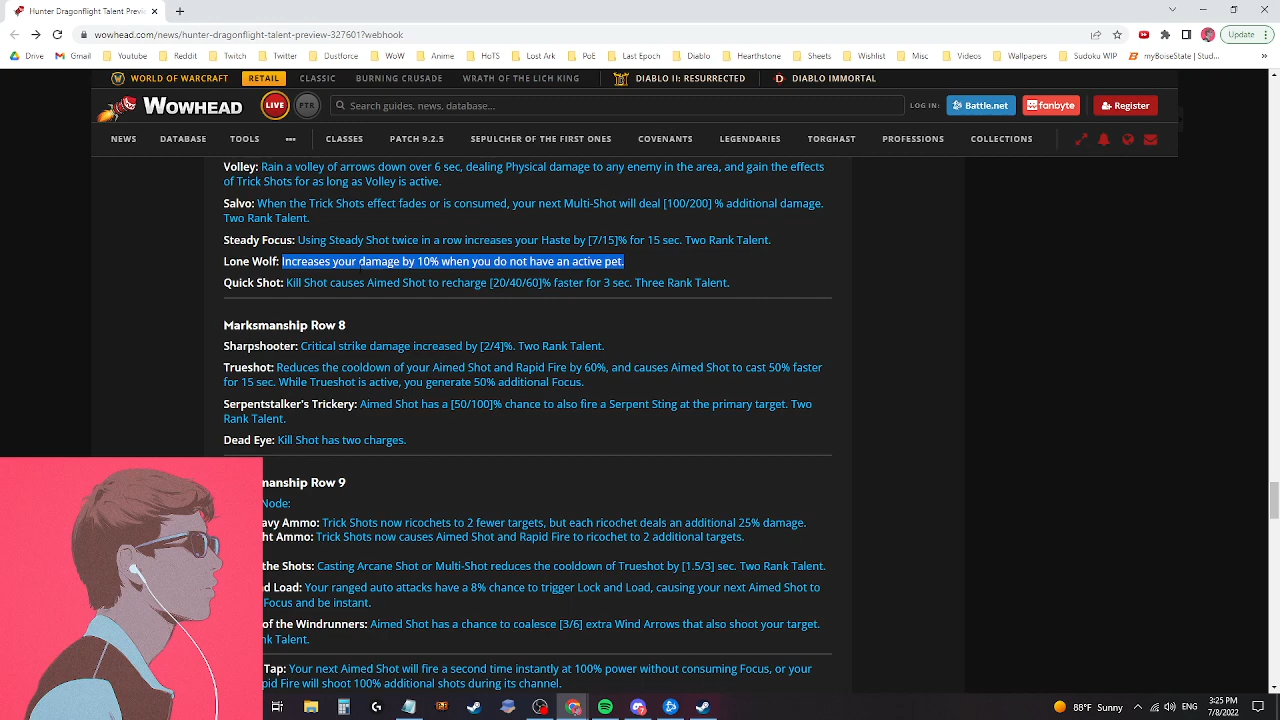 Hunter Dragonflight Talent Previ
wowhead.com/news/hunter-dragonflight-talent-preview-327601?webhook
Update
Drive Gmail Youtube Reddit Twitch Twitter Dustforce WoW Anime HoTS Lost Ark PoE Last Epoch Diablo Hearthstone Sheets Wishlist Misc Videos Wallpapers Sudoku WIP myBoiseState | Stud...
WORLD OF WARCRAFT RETAIL CLASSIC BURNING CRUSADE WRATH OF THE LICH KING DIABLO II: RESURRECTED DIABLO IMMORTAL
WOWHEAD LIVE PTR Search guides, news, database... LOG IN: Battle.net fanbyte Register
NEWS DATABASE TOOLS ••• CLASSES PATCH 9.2.5 SEPULCHER OF THE FIRST ONES COVENANTS LEGENDARIES TORGHAST PROFESSIONS COLLECTIONS
Volley: Rain a volley of arrows down over 6 sec, dealing Physical damage to any enemy in the area, and gain the effects
of Trick Shots for as long as Volley is active.
Salvo: When the Trick Shots effect fades or is consumed, your next Multi-Shot will deal [100/200] % additional damage.
Two Rank Talent.
Steady Focus: Using Steady Shot twice in a row increases your Haste by [7/15]% for 15 sec. Two Rank Talent.
Lone Wolf: Increases your damage by 10% when you do not have an active pet.
Quick Shot: Kill Shot causes Aimed Shot to recharge [20/40/60]% faster for 3 sec. Three Rank Talent.
Marksmanship Row 8
Sharpshooter: Critical strike damage increased by [2/4]%. Two Rank Talent.
Trueshot: Reduces the cooldown of your Aimed Shot and Rapid Fire by 60%, and causes Aimed Shot to cast 50% faster
for 15 sec. While Trueshot is active, you generate 50% additional Focus.
Serpentstalker's Trickery: Aimed Shot has a [50/100]% chance to also fire a Serpent Sting at the primary target. Two
Rank Talent.
Dead Eye: Kill Shot has two charges.
manship Row 9
Node:
avy Ammo: Trick Shots now ricochets to 2 fewer targets, but each ricochet deals an additional 25% damage.
ht Ammo: Trick Shots now causes Aimed Shot and Rapid Fire to ricochet to 2 additional targets.
the Shots: Casting Arcane Shot or Multi-Shot reduces the cooldown of Trueshot by [1.5/3] sec. Two Rank Talent.
d Load: Your ranged auto attacks have a 8% chance to trigger Lock and Load, causing your next Aimed Shot to
Focus and be instant.
of the Windrunners: Aimed Shot has a chance to coalesce [3/6] extra Wind Arrows that also shoot your target.
nk Talent.
Tap: Your next Aimed Shot will fire a second time instantly at 100% power without consuming Focus, or your
pid Fire will shoot 100% additional shots during its channel.
88°F Sunny ENG 3:25 PM
7/8/2022